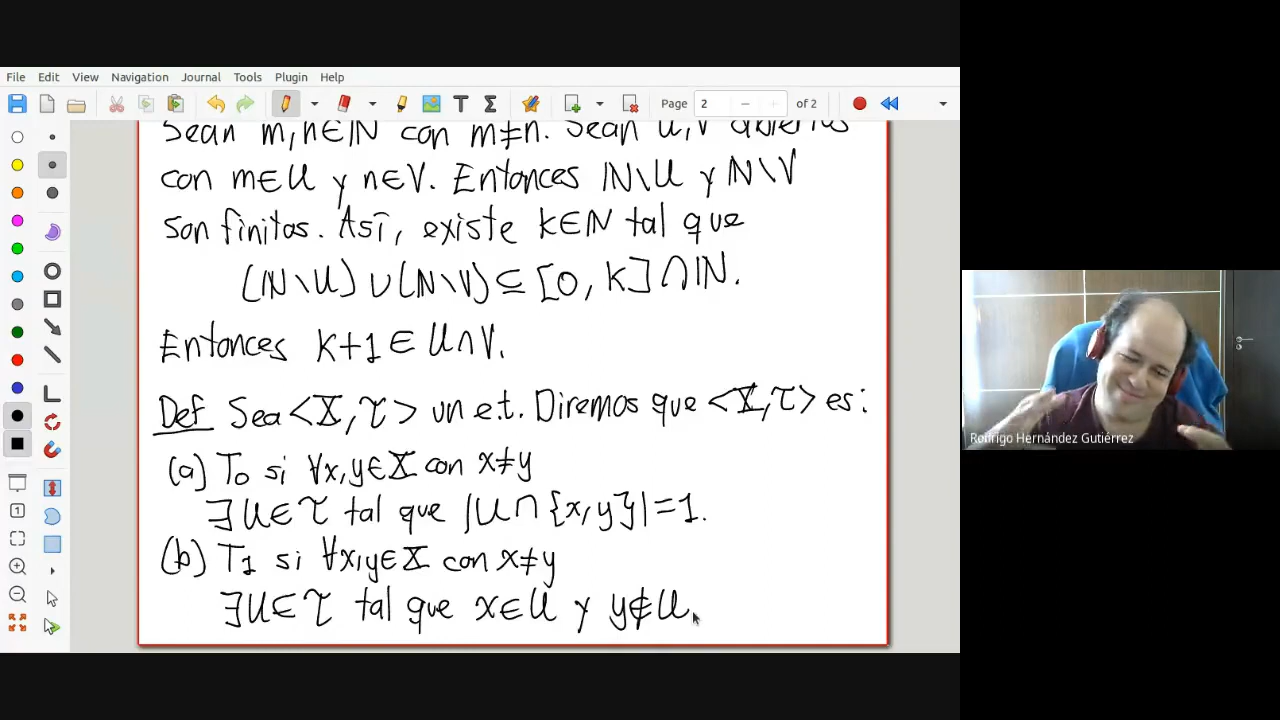 File Edit View Navigation Journal Tools Plugin Help
Page 2 of 2
Sean m,n∈ℕ con m≠n. Sean U,V abiertos
con m∈U y n∈V. Entonces ℕ\U y ℕ\V
son finitos. Así, existe k∈ℕ tal que
(ℕ\U)∪(ℕ\V)⊆[0,k]∩ℕ.
Entonces k+1∈U∩V.
Def Sea <X,τ> un e.t. Diremos que <X,τ> es:
(a) T0 si ∀x,y∈X con x≠y
∃U∈τ tal que |U∩{x,y}|=1.
(b) T1 si ∀x,y∈X con x≠y
∃U∈τ tal que x∈U y y∉U
Rodrigo Hernández Gutiérrez